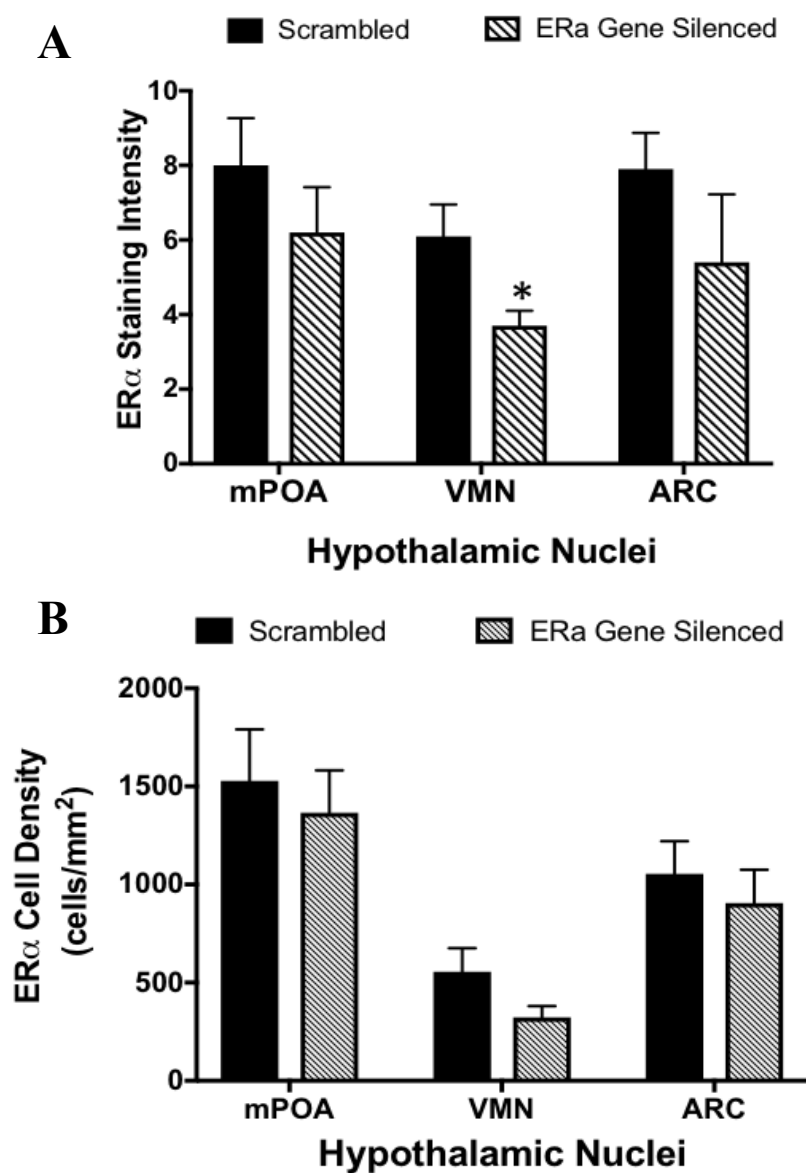 A
Scrambled ERa Gene Silenced
ERα Staining Intensity
10
8
6
4
2
0
*
mPOA VMN ARC
Hypothalamic Nuclei
B
Scrambled ERa Gene Silenced
ERα Cell Density
(cells/mm²)
2000
1500
1000
500
0
mPOA VMN ARC
Hypothalamic Nuclei